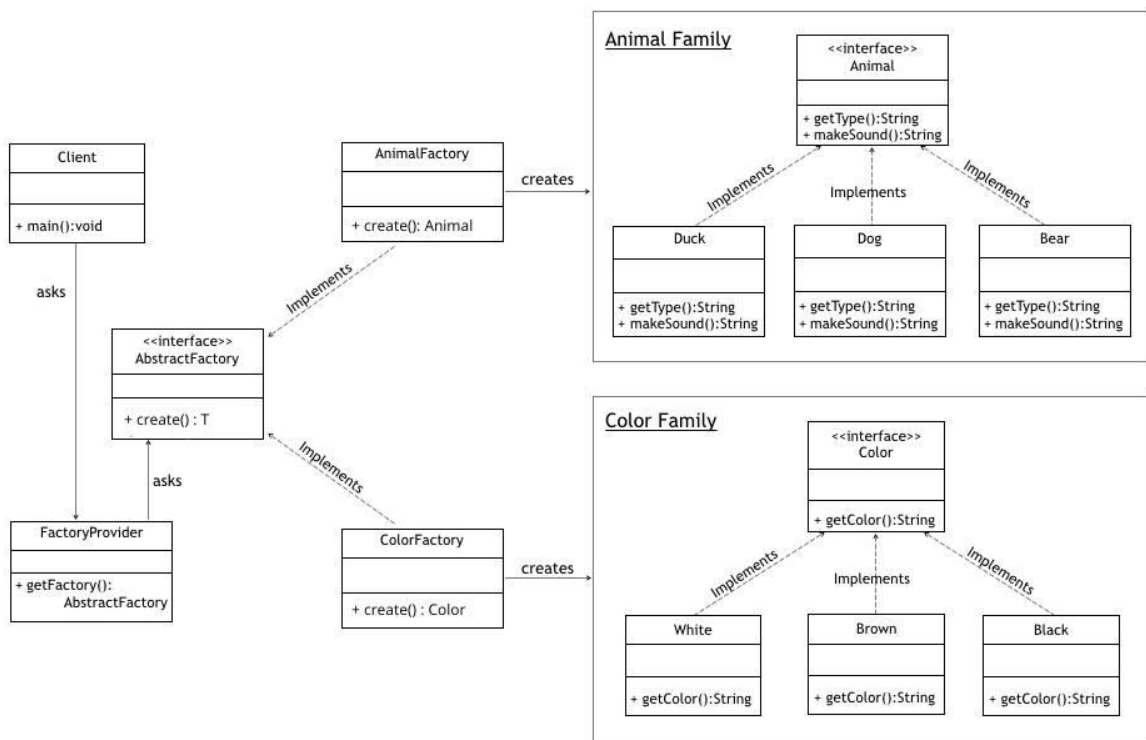 Client
+ main():void
asks
<<interface>>
AbstractFactory
+ create() : T
asks
FactoryProvider
+ getFactory():
AbstractFactory
AnimalFactory
+ create(): Animal
Implements
creates
Implements
ColorFactory
+ create() : Color
creates
Animal Family
<<interface>>
Animal
+ getType():String
+ makeSound():String
Implements
Implements
Implements
Duck
+ getType():String
+ makeSound():String
Dog
+ getType():String
+ makeSound():String
Bear
+ getType():String
+ makeSound():String
Color Family
<<interface>>
Color
+ getColor():String
Implements
Implements
Implements
White
+ getColor():String
Brown
+ getColor():String
Black
+ getColor():String